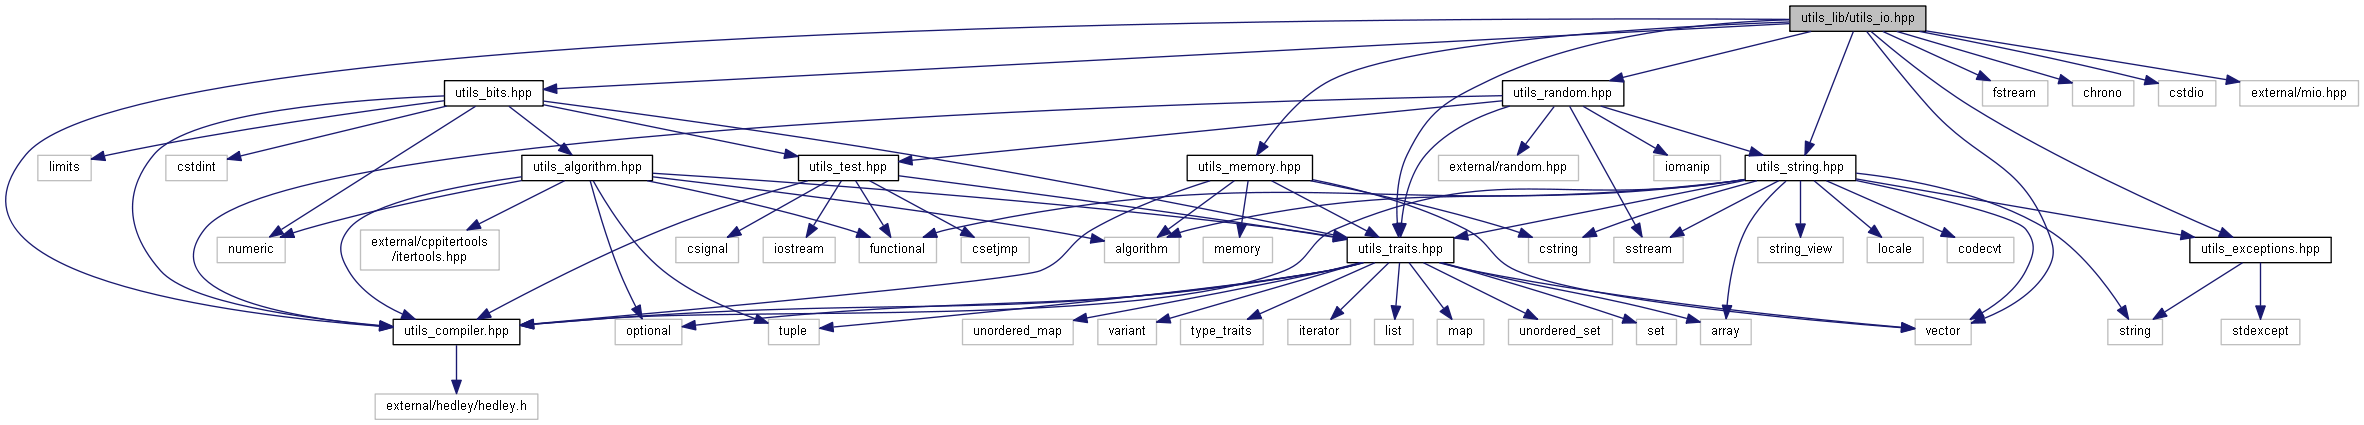 utils_lib/utils_io.hpp
utils_bits.hpp
utils_random.hpp
fstream
chrono
cstdio
external/mio.hpp
limits
cstdint
utils_algorithm.hpp
utils_test.hpp
utils_memory.hpp
external/random.hpp
iomanip
utils_string.hpp
numeric
external/cppitertools
/itertools.hpp
csignal
iostream
functional
csetjmp
algorithm
memory
utils_traits.hpp
cstring
sstream
string_view
locale
codecvt
utils_exceptions.hpp
utils_compiler.hpp
optional
tuple
unordered_map
variant
type_traits
iterator
list
map
unordered_set
set
array
vector
string
stdexcept
external/hedley/hedley.h